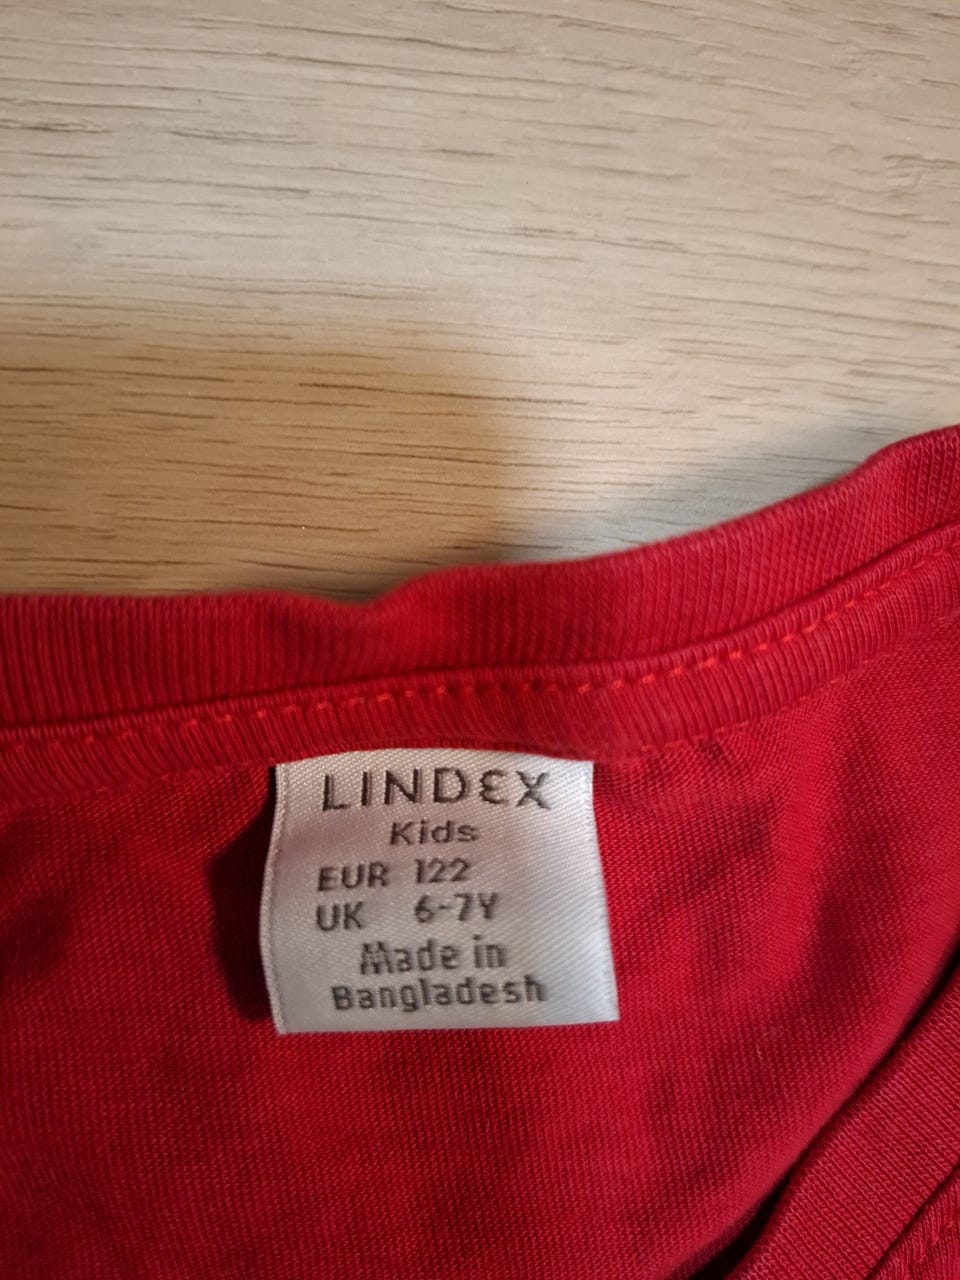 LINDEX
Kids
EUR 122
UK 6-7Y
Made in
Bangladesh